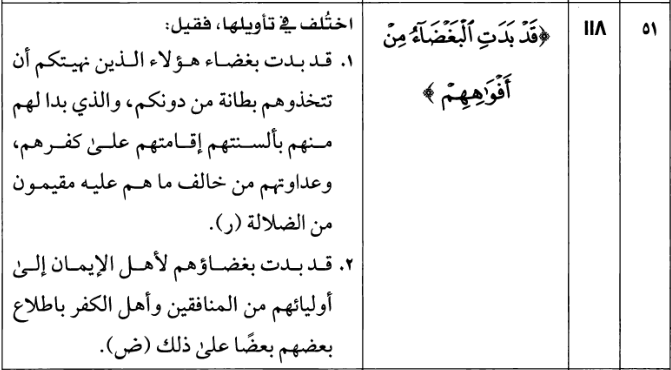 ٥١
١١٨
﴿قَدْ بَدَتِ ٱلْبَغْضَآءُ مِنْ
أَفْوَٰهِهِمْ﴾
اختُلف في تأويلها، فقيل:
١. قد بدت بغضاء هؤلاء الذين نهيتكم أن
تتخذوهم بطانة من دونكم، والذي بدا لهم
منهم بألسنتهم إقامتهم علىٰ كفرهم،
وعداوتهم من خالف ما هم عليه مقيمون
من الضلالة (ر).
٢. قد بدت بغضاؤهم لأهل الإيمان إلىٰ
أوليائهم من المنافقين وأهل الكفر باطلاع
بعضهم بعضًا علىٰ ذلك (ض).